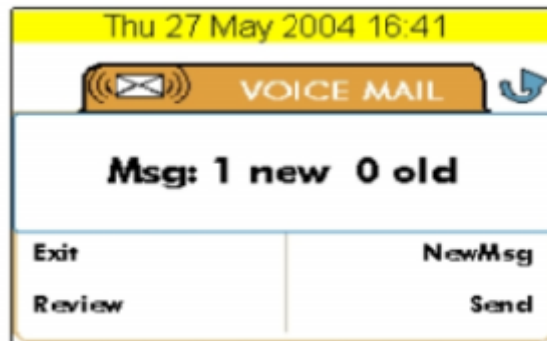 Thu 27 May 2004 16:41
VOICE MAIL
Msg: 1 new 0 old
Exit NewMsg
Review Send